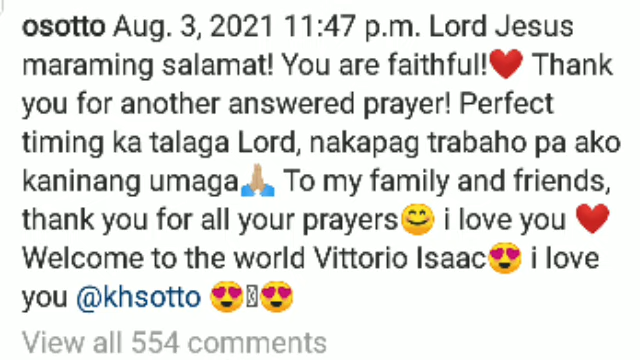 osotto Aug. 3, 2021 11:47 p.m. Lord Jesus
maraming salamat! You are faithful!❤️ Thank
you for another answered prayer! Perfect
timing ka talaga Lord, nakapag trabaho pa ako
kaninang umaga🙏🏼 To my family and friends,
thank you for all your prayers😊 i love you ❤️
Welcome to the world Vittorio Isaac😍 i love
you @khsotto 😍😍
View all 554 comments